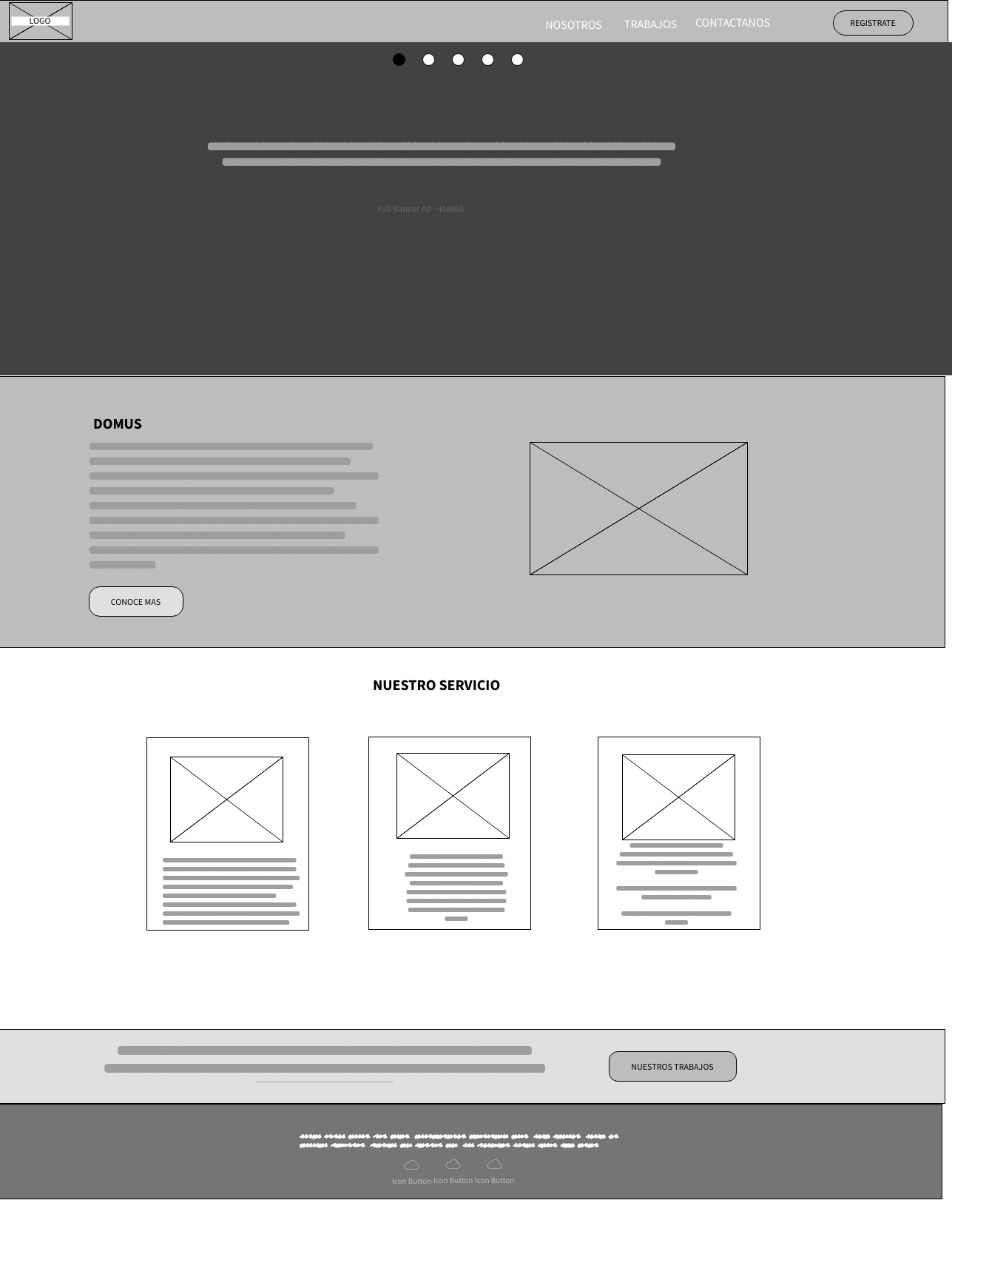 LOGO
NOSOTROS TRABAJOS CONTACTANOS REGISTRATE
Full Banner Ad - 468x60
DOMUS
CONOCE MAS
NUESTRO SERVICIO
NUESTROS TRABAJOS
Icon Button Icon Button Icon Button